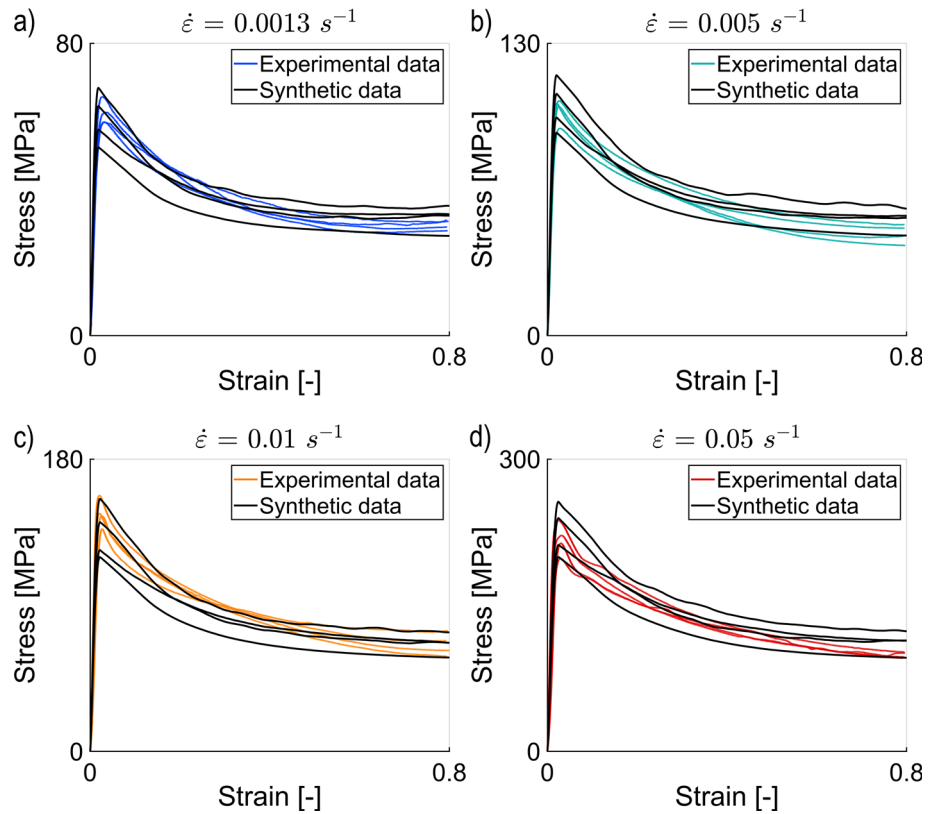 a) ε̇ = 0.0013 s⁻¹
80
Experimental data
Synthetic data
Stress [MPa]
0
0 0.8
Strain [-]
b) ε̇ = 0.005 s⁻¹
130
Experimental data
Synthetic data
Stress [MPa]
0
0 0.8
Strain [-]
c) ε̇ = 0.01 s⁻¹
180
Experimental data
Synthetic data
Stress [MPa]
0
0 0.8
Strain [-]
d) ε̇ = 0.05 s⁻¹
300
Experimental data
Synthetic data
Stress [MPa]
0
0 0.8
Strain [-]